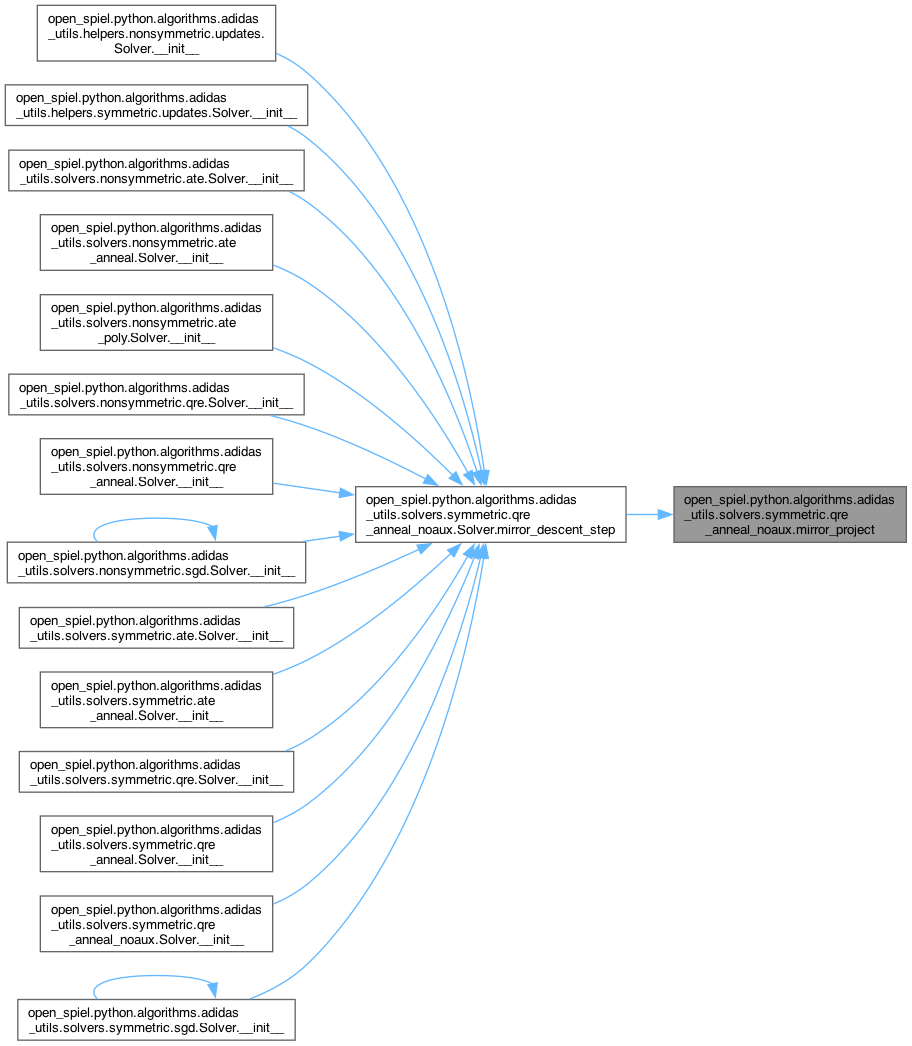 open_spiel.python.algorithms.adidas
_utils.helpers.nonsymmetric.updates.
Solver.__init__
open_spiel.python.algorithms.adidas
_utils.helpers.symmetric.updates.Solver.__init__
open_spiel.python.algorithms.adidas
_utils.solvers.nonsymmetric.ate.Solver.__init__
open_spiel.python.algorithms.adidas
_utils.solvers.nonsymmetric.ate
_anneal.Solver.__init__
open_spiel.python.algorithms.adidas
_utils.solvers.nonsymmetric.ate
_poly.Solver.__init__
open_spiel.python.algorithms.adidas
_utils.solvers.nonsymmetric.qre.Solver.__init__
open_spiel.python.algorithms.adidas
_utils.solvers.nonsymmetric.qre
_anneal.Solver.__init__
open_spiel.python.algorithms.adidas
_utils.solvers.nonsymmetric.sgd.Solver.__init__
open_spiel.python.algorithms.adidas
_utils.solvers.symmetric.ate.Solver.__init__
open_spiel.python.algorithms.adidas
_utils.solvers.symmetric.ate
_anneal.Solver.__init__
open_spiel.python.algorithms.adidas
_utils.solvers.symmetric.qre.Solver.__init__
open_spiel.python.algorithms.adidas
_utils.solvers.symmetric.qre
_anneal.Solver.__init__
open_spiel.python.algorithms.adidas
_utils.solvers.symmetric.qre
_anneal_noaux.Solver.__init__
open_spiel.python.algorithms.adidas
_utils.solvers.symmetric.sgd.Solver.__init__
open_spiel.python.algorithms.adidas
_utils.solvers.symmetric.qre
_anneal_noaux.Solver.mirror_descent_step
open_spiel.python.algorithms.adidas
_utils.solvers.symmetric.qre
_anneal_noaux.mirror_project